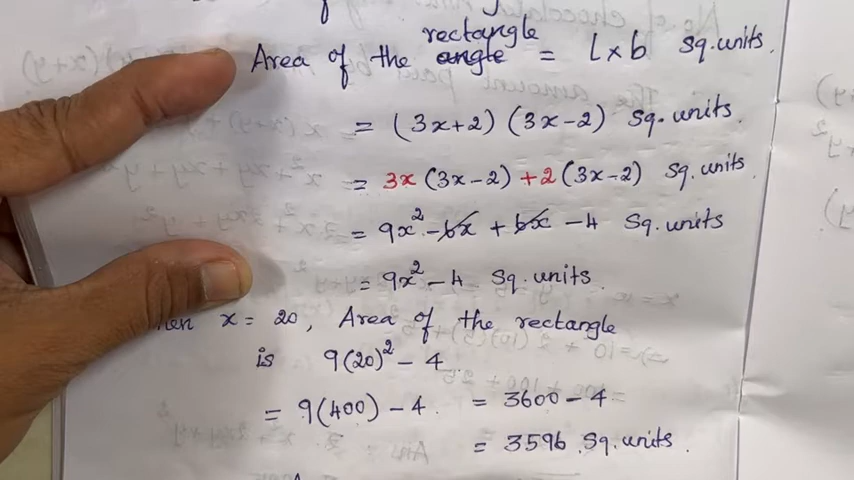 rectangle
Area of the angle = l × b sq. units.
= (3x+2) (3x−2) sq. units.
= 3x (3x−2) +2 (3x−2) sq. units.
= 9x² − 6x + 6x − 4 sq. units
= 9x² − 4 sq. units.
x = 20, Area of the rectangle
is 9(20)² − 4
= 9(400) − 4. = 3600 − 4
= 3596 sq. units.